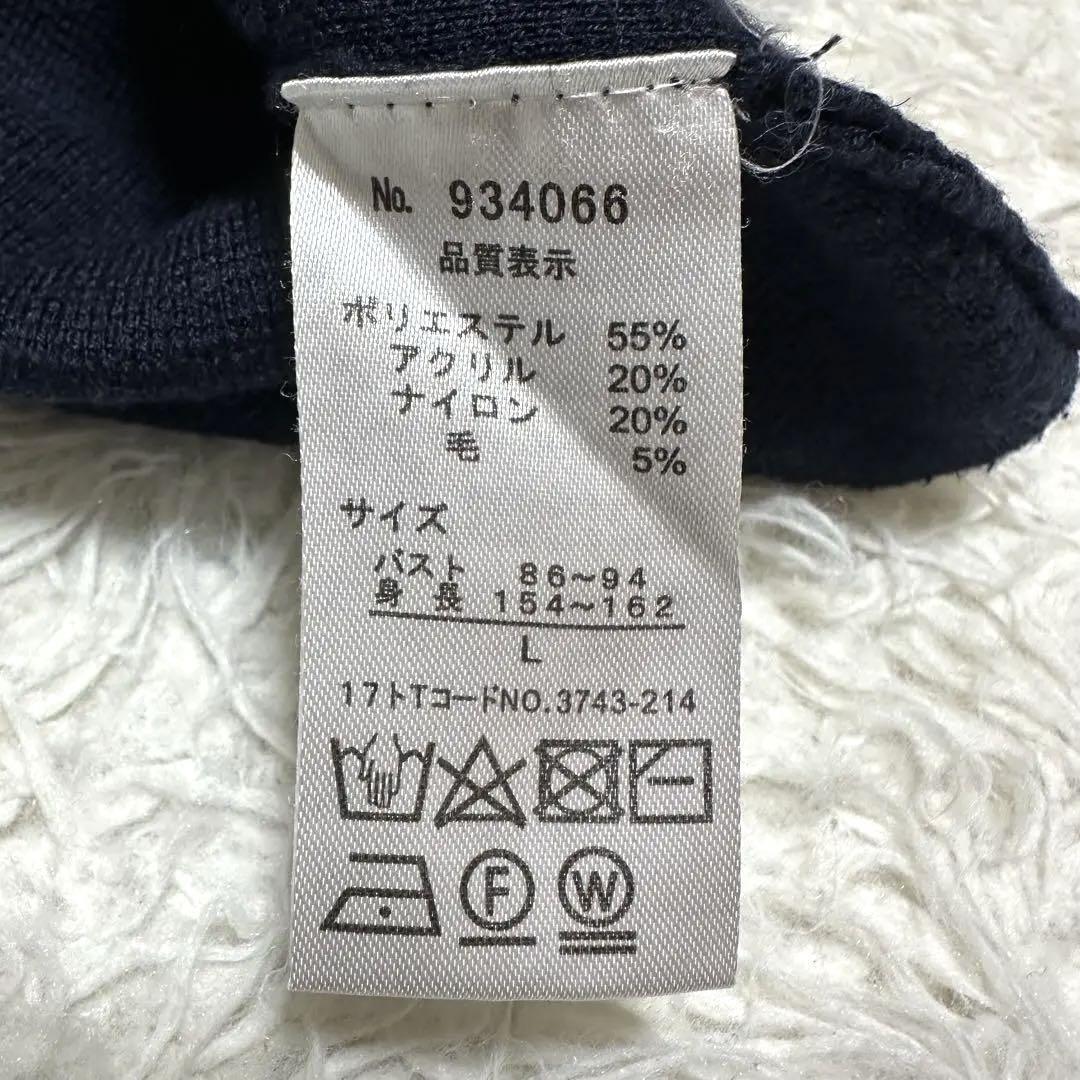 No. 934066
品質表示
ポリエステル 55%
アクリル 20%
ナイロン 20%
毛 5%
サイズ
バスト 86〜94
身長 154〜162
L
17トTコードNO.3743-214
F W